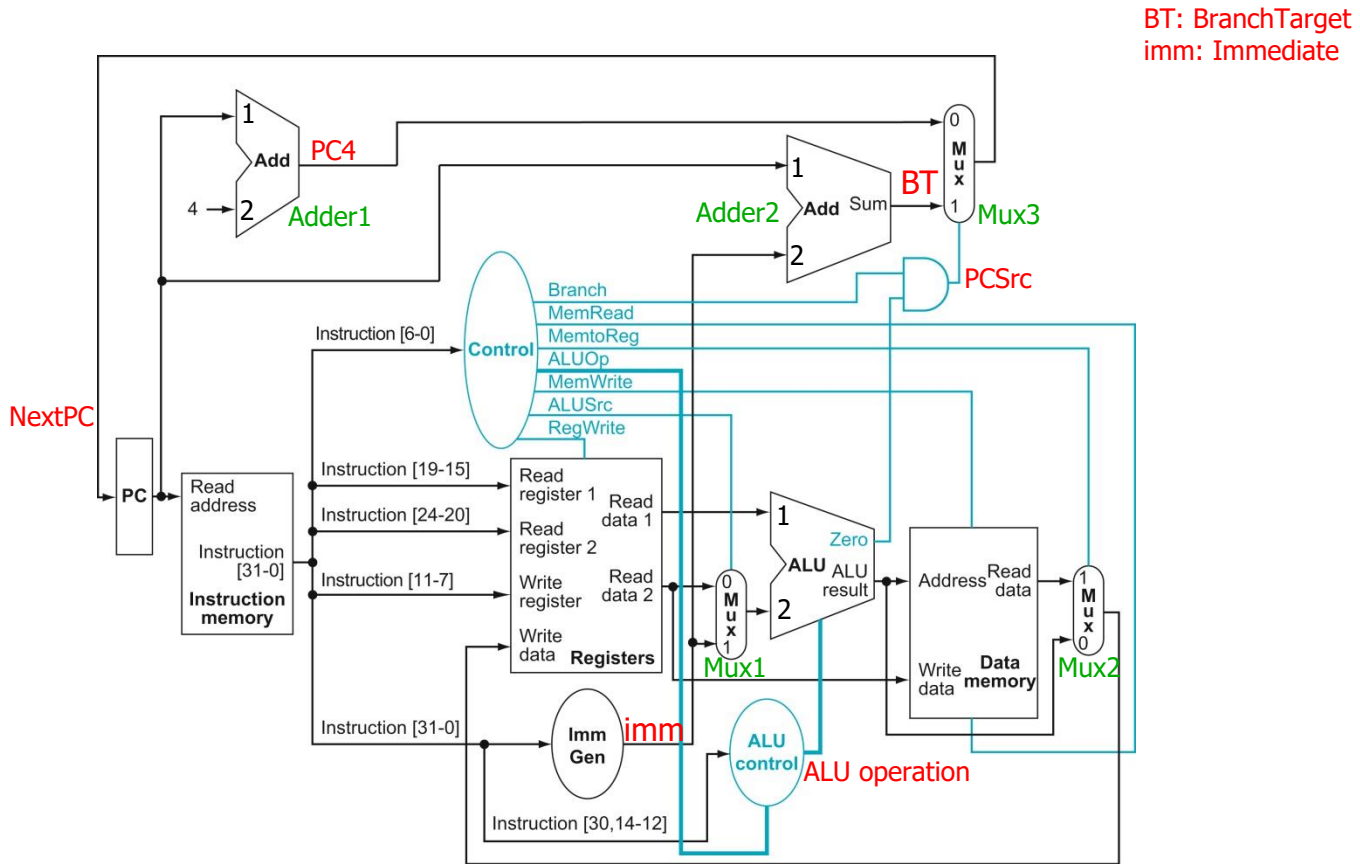 BT: BranchTarget
imm: Immediate
1
Add
PC4
4
2
Adder1
1
Adder2
Add
Sum
2
BT
0
Mux
1
Mux3
PCSrc
Branch
MemRead
MemtoReg
ALUOp
MemWrite
ALUSrc
RegWrite
Control
Instruction [6-0]
NextPC
PC
Read
address
Instruction
[31-0]
Instruction
memory
Instruction [19-15]
Instruction [24-20]
Instruction [11-7]
Instruction [31-0]
Read
register 1
Read
data 1
Read
register 2
Write
register
Read
data 2
Write
data
Registers
0
Mux
1
Mux1
1
Zero
ALU
ALU
result
2
Address
Read
data
Write
data
Data
memory
1
Mux
0
Mux2
Imm
Gen
imm
ALU
control
ALU operation
Instruction [30,14-12]